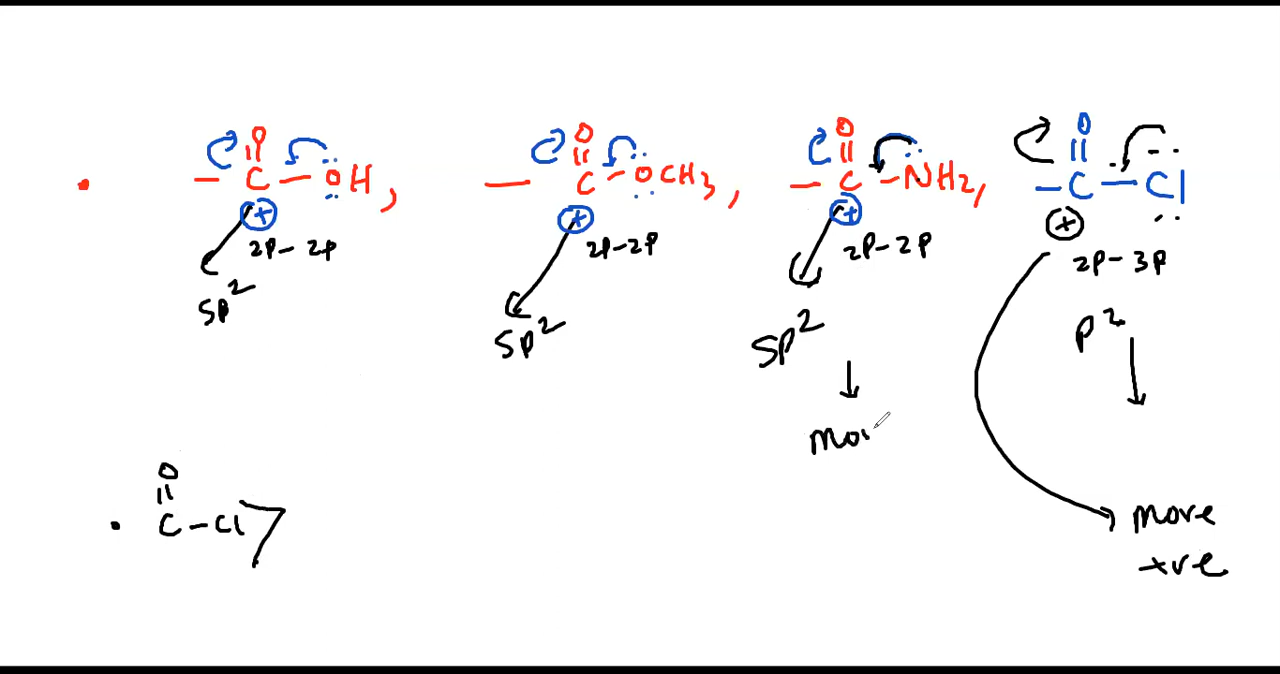 O O O O
|| || || ||
• – C – OH, – C – OCH3, – C – NH2, – C – Cl
+ + + +
2P – 2P 2P – 2P 2P – 2P 2P – 3P
SP2 SP2 SP2 P2
mor
O
||
• C – Cl > more
+ve